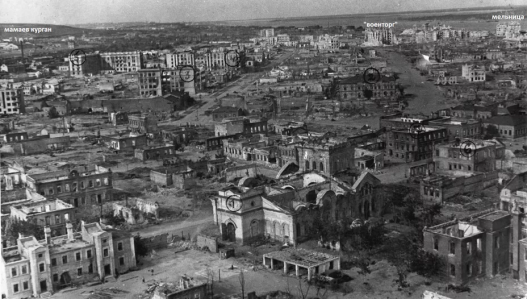 мельница
"военторг"
мамаев курган